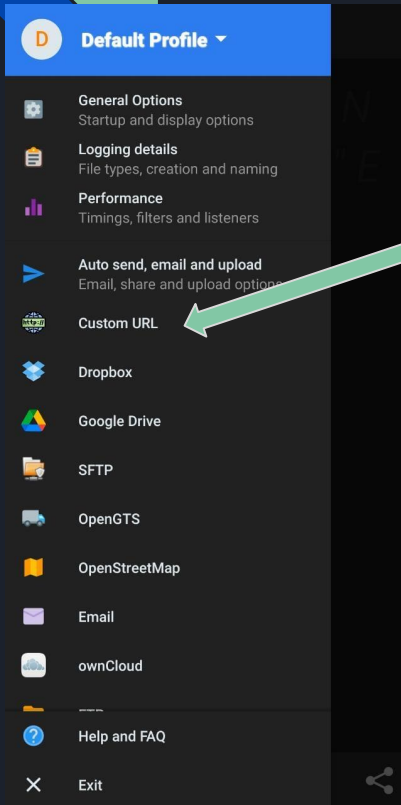 D
Default Profile
General Options
Startup and display options
Logging details
File types, creation and naming
Performance
Timings, filters and listeners
Auto send, email and upload
Email, share and upload options
Custom URL
Dropbox
Google Drive
SFTP
OpenGTS
OpenStreetMap
Email
ownCloud
Help and FAQ
Exit